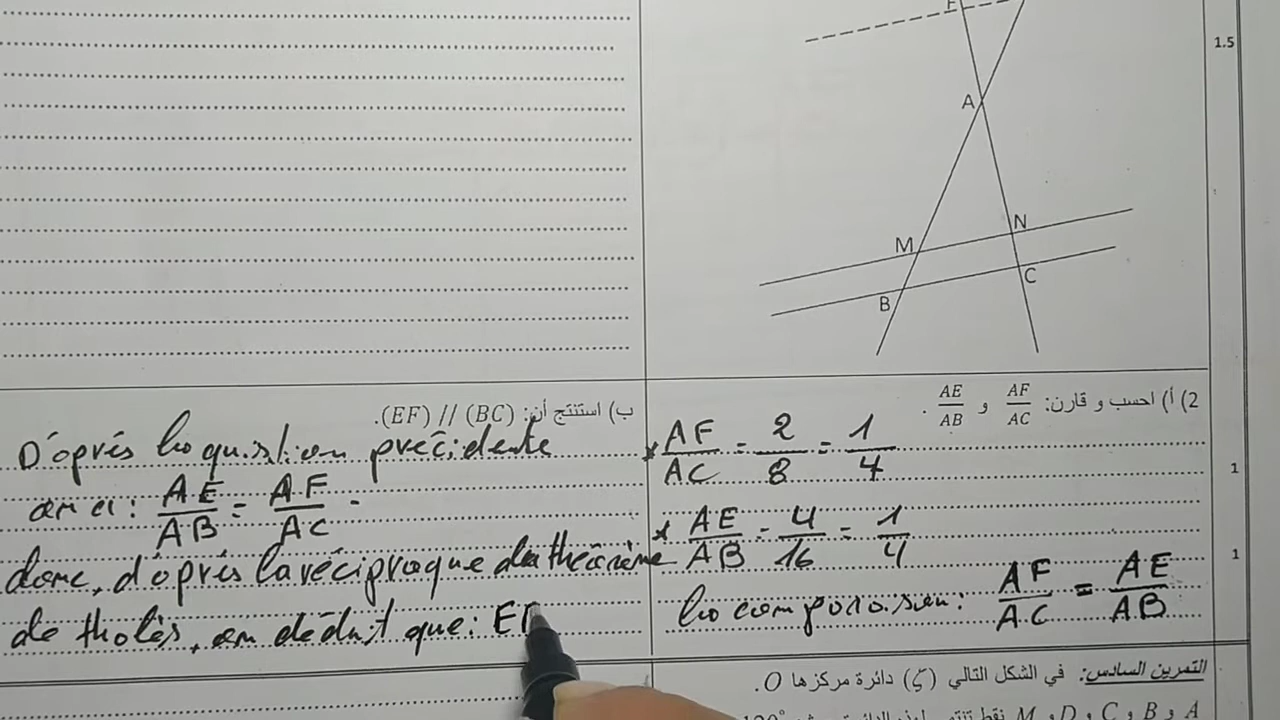 1.5
F
A
N
M
C
B
2) أ) احسب و قارن: AF/AC و AE/AB .
AF/AC = 2/8 = 1/4
1
* AE/AB = 4/16 = 1/4
1
la comparaison: AF/AC = AE/AB
ب) استنتج أن: (EF) // (BC).
D'après la question précédente
on a: AE/AB = AF/AC .
donc, d'après la réciproque du théorème
de thalès, on déduit que: EF
التمرين السادس: في الشكل التالي (ζ) دائرة مركزها O.
A و B و C و D و M نقط تنتمي